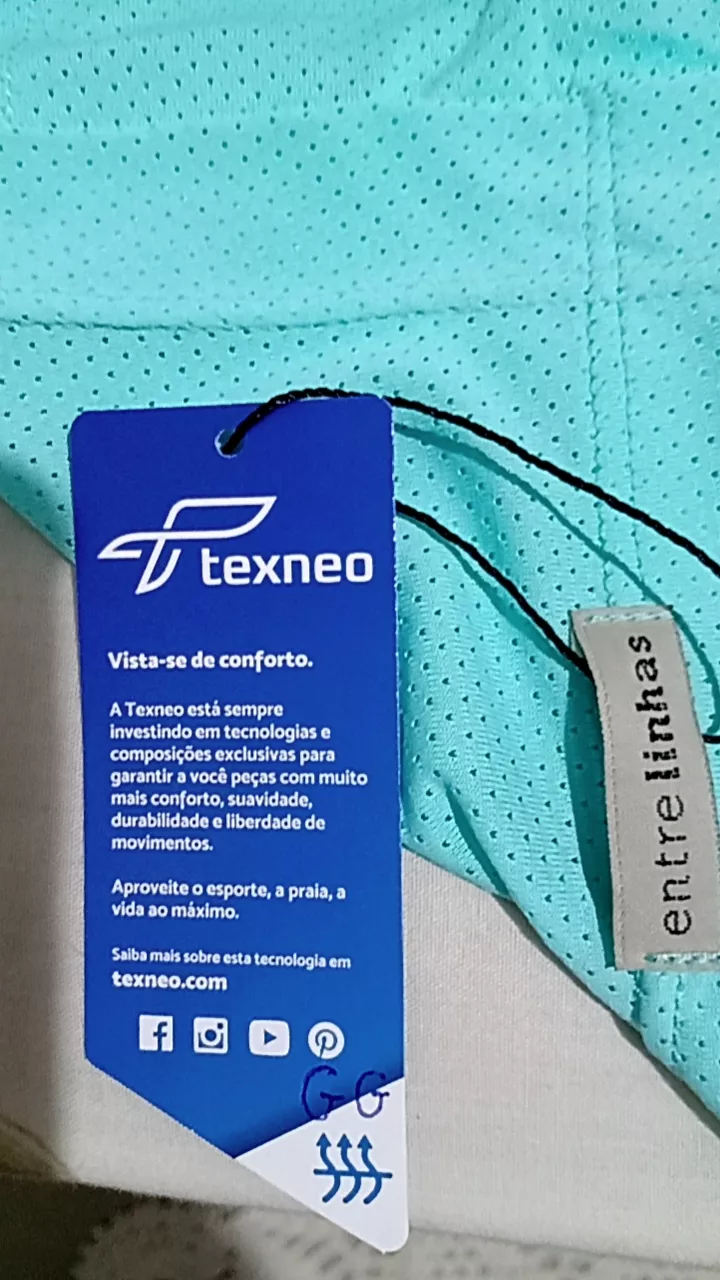 texneo
Vista-se de conforto.
A Texneo está sempre
investindo em tecnologias e
composições exclusivas para
garantir a você peças com muito
mais conforto, suavidade,
durabilidade e liberdade de
movimentos.
Aproveite o esporte, a praia, a
vida ao máximo.
Saiba mais sobre esta tecnologia em
texneo.com
GG
entrelinhas